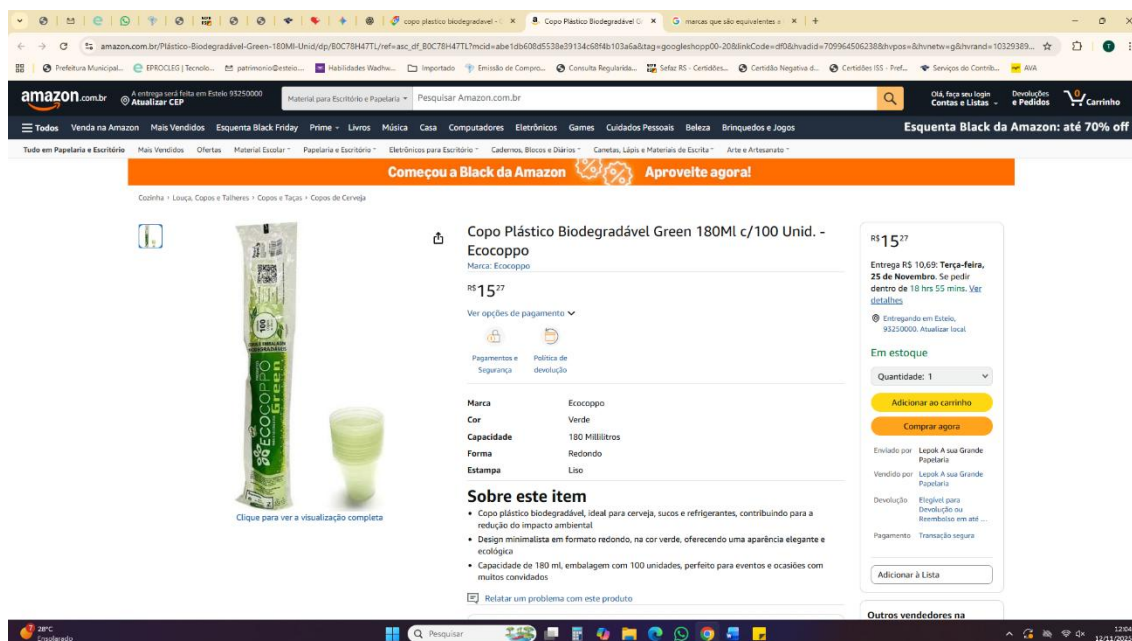 copo plastico biodegradavel - 
Copo Plástico Biodegradável G
marcas que são equivalentes a
amazon.com.br/Plástico-Biodegradável-Green-180Ml-Unid/dp/B0C78H47TL/ref=asc_df_B0C78H47TL?mcid=abe1db608d5538e39134c68f4b103a6a&tag=googleshopp00-20&linkCode=df0&hvadid=709964506238&hvpos=&hvnetw=g&hvrand=10329389...
Prefeitura Municipal... EPROCLEG | Tecnolo... patrimonio@esteio.... Habilidades Wadhw... Importado Emissão de Compro... Consulta Regularida... Sefaz RS - Certidões... Certidão Negativa d... Certidões ISS - Pref... Serviços do Contrib... AVA
amazon.com.br
A entrega será feita em Esteio 93250000
Atualizar CEP
Material para Escritório e Papelaria
Pesquisar Amazon.com.br
Olá, faça seu login
Contas e Listas
Devoluções
e Pedidos
0
Carrinho
Todos Venda na Amazon Mais Vendidos Esquenta Black Friday Prime Livros Música Casa Computadores Eletrônicos Games Cuidados Pessoais Beleza Brinquedos e Jogos
Esquenta Black da Amazon: até 70% off
Tudo em Papelaria e Escritório Mais Vendidos Ofertas Material Escolar Papelaria e Escritório Eletrônicos para Escritório Cadernos, Blocos e Diários Canetas, Lápis e Materiais de Escrita Arte e Artesanato
Começou a Black da Amazon Aproveite agora!
Cozinha › Louça, Copos e Talheres › Copos e Taças › Copos de Cerveja
100
ECOCOPPO
Green
Clique para ver a visualização completa
Copo Plástico Biodegradável Green 180Ml c/100 Unid. -
Ecocoppo
Marca: Ecocoppo
R$1527
Ver opções de pagamento
Pagamentos e
Segurança
Política de
devolução
Marca Ecocoppo
Cor Verde
Capacidade 180 Millilitros
Forma Redondo
Estampa Liso
Sobre este item
• Copo plástico biodegradável, ideal para cerveja, sucos e refrigerantes, contribuindo para a
redução do impacto ambiental
• Design minimalista em formato redondo, na cor verde, oferecendo uma aparência elegante e
ecológica
• Capacidade de 180 ml, embalagem com 100 unidades, perfeito para eventos e ocasiões com
muitos convidados
Relatar um problema com este produto
R$1527
Entrega R$ 10,69: Terça-feira,
25 de Novembro. Se pedir
dentro de 18 hrs 55 mins. Ver
detalhes
Entregando em Esteio,
93250000. Atualizar local
Em estoque
Quantidade: 1
Adicionar ao carrinho
Comprar agora
Enviado por Lepok A sua Grande
Papelaria
Vendido por Lepok A sua Grande
Papelaria
Devolução Elegível para
Devolução ou
Reembolso em até ...
Pagamento Transação segura
Adicionar à Lista
Outros vendedores na
28°C
Ensolarado
Pesquisar
12:04
12/11/2025